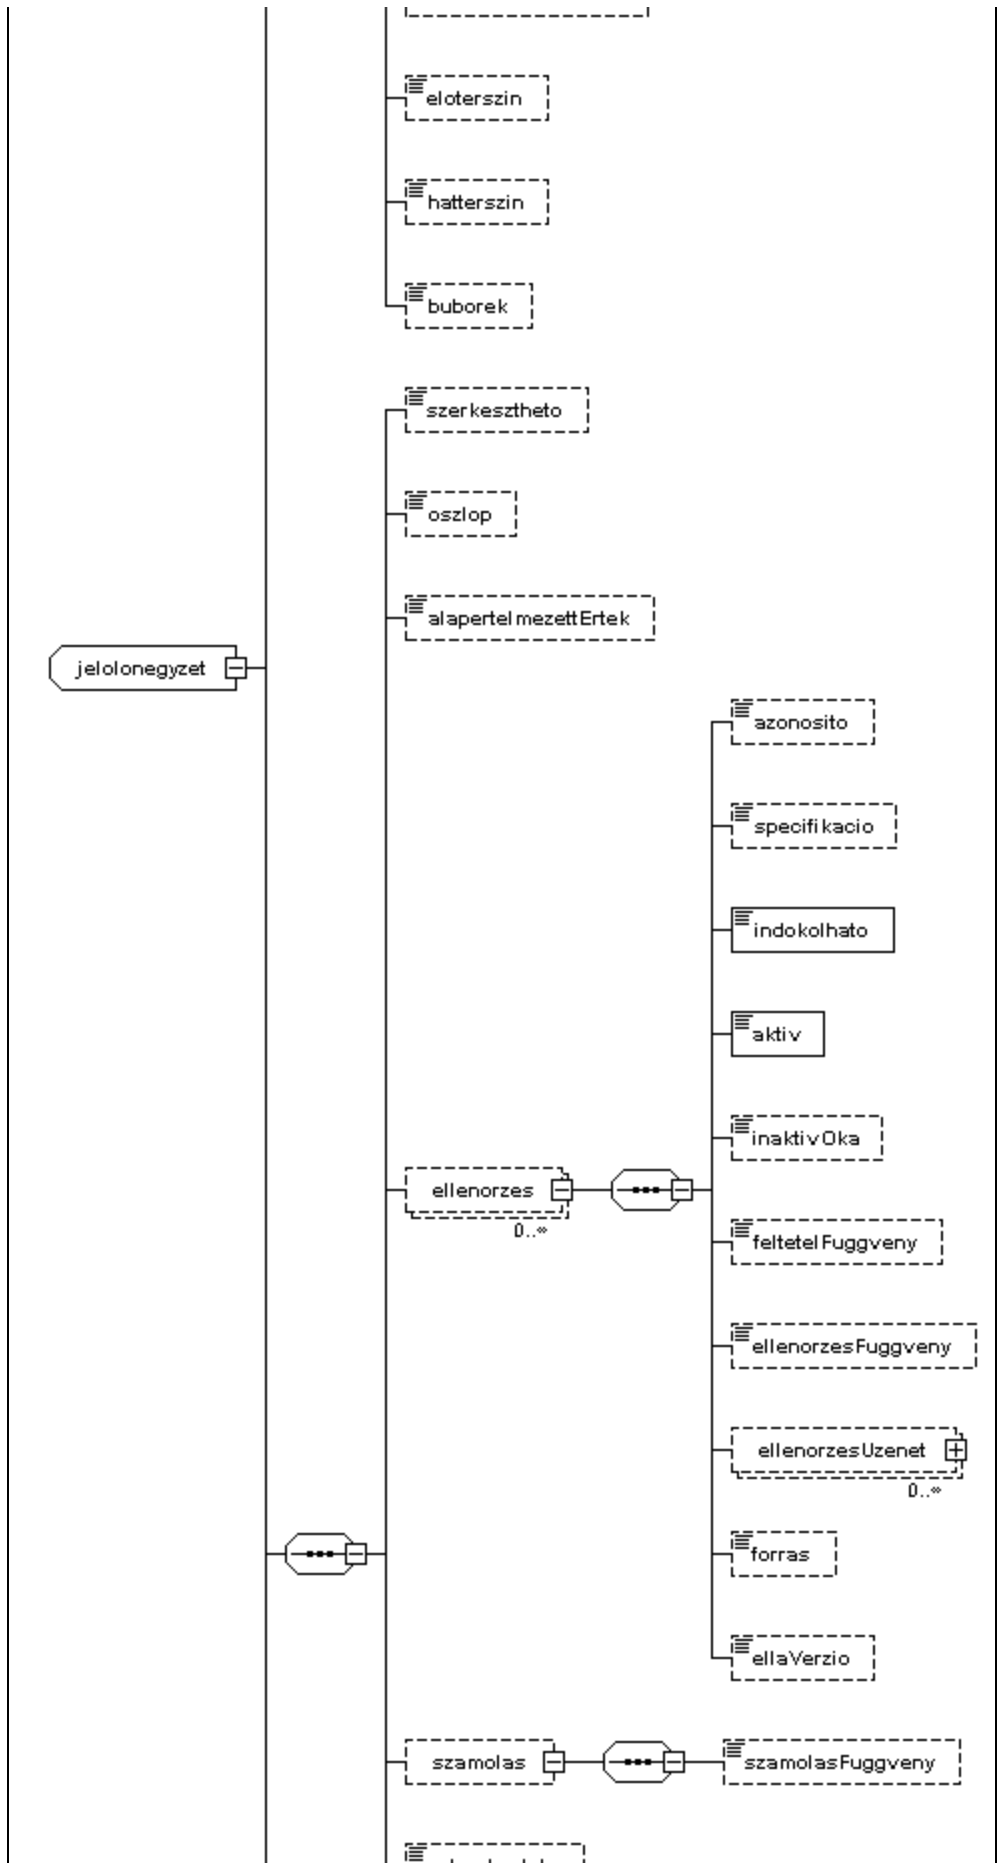 eloterszin
hatterszin
buborek
szerkesztheto
oszlop
alapertelmezettErtek
jelolonegyzet
azonosito
specifikacio
indokolhato
aktiv
inaktivOka
ellenorzes
0..∞
feltetelFuggveny
ellenorzesFuggveny
ellenorzesUzenet
0..∞
forras
ellaVerzio
szamolas
szamolasFuggveny